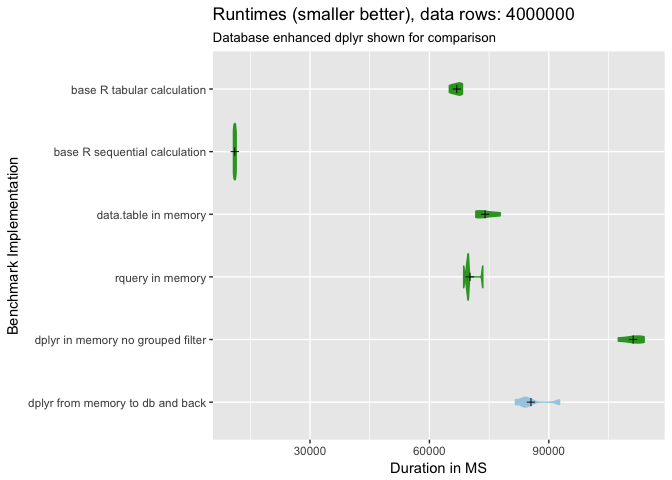 Runtimes (smaller better), data rows: 4000000
Database enhanced dplyr shown for comparison
Benchmark Implementation
base R tabular calculation
base R sequential calculation
data.table in memory
rquery in memory
dplyr in memory no grouped filter
dplyr from memory to db and back
30000 60000 90000
Duration in MS